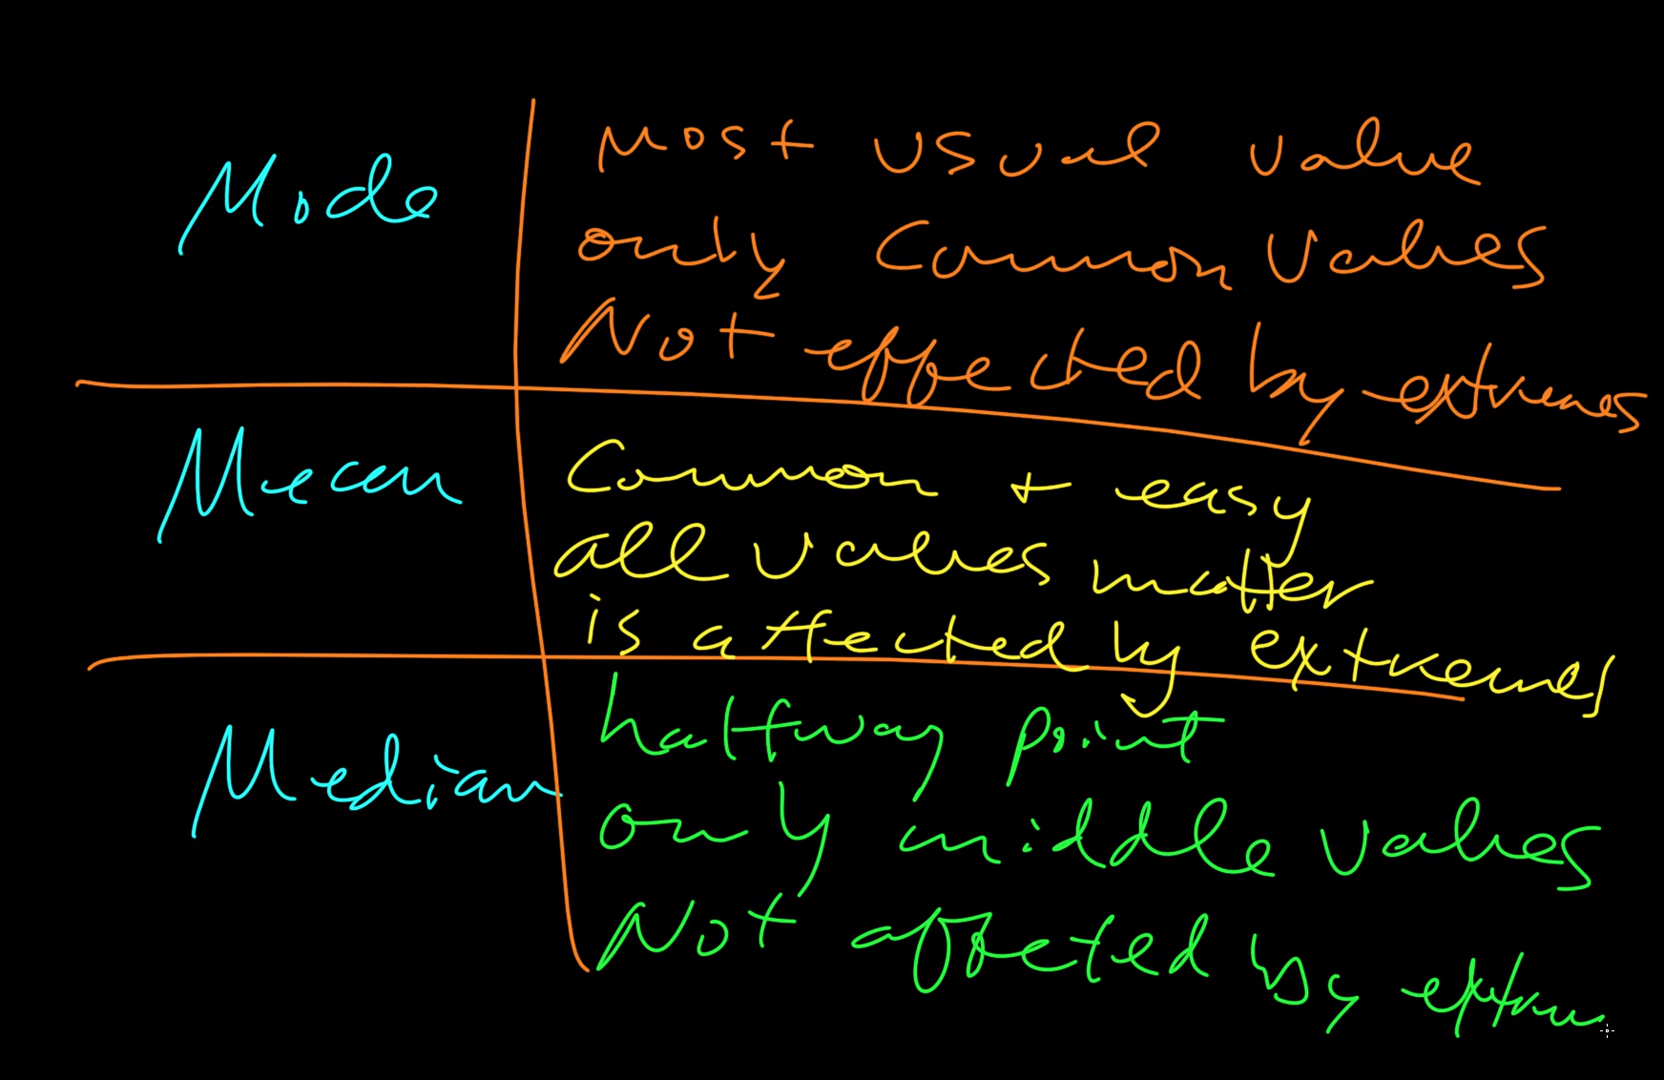 Mode
Most usual value
only Common Values
Not effected by extremes
Mean
Common + easy
all values matter
is affected by extremes
Median
halfway point
only middle values
Not affected by extrem